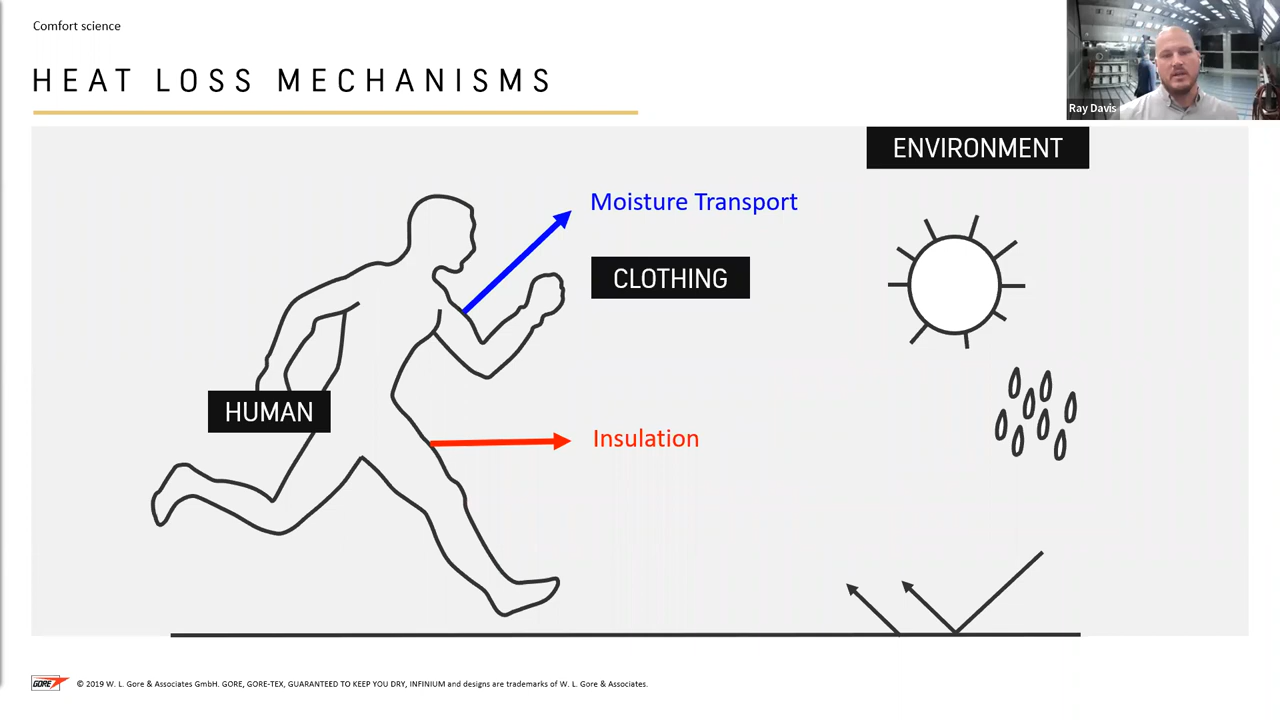 Comfort science
HEAT LOSS MECHANISMS
Ray Davis
ENVIRONMENT
Moisture Transport
CLOTHING
HUMAN
Insulation
GORE
© 2019 W. L. Gore & Associates GmbH. GORE, GORE-TEX, GUARANTEED TO KEEP YOU DRY, INFINIUM and designs are trademarks of W. L. Gore & Associates.